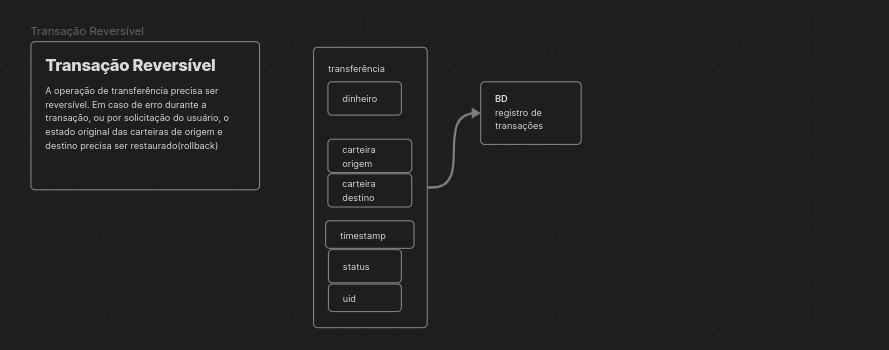 Transação Reversível
Transação Reversível
A operação de transferência precisa ser
reversível. Em caso de erro durante a
transação, ou por solicitação do usuário, o
estado original das carteiras de origem e
destino precisa ser restaurado(rollback)
transferência
dinheiro
carteira
origem
carteira
destino
timestamp
status
uid
BD
registro de
transações